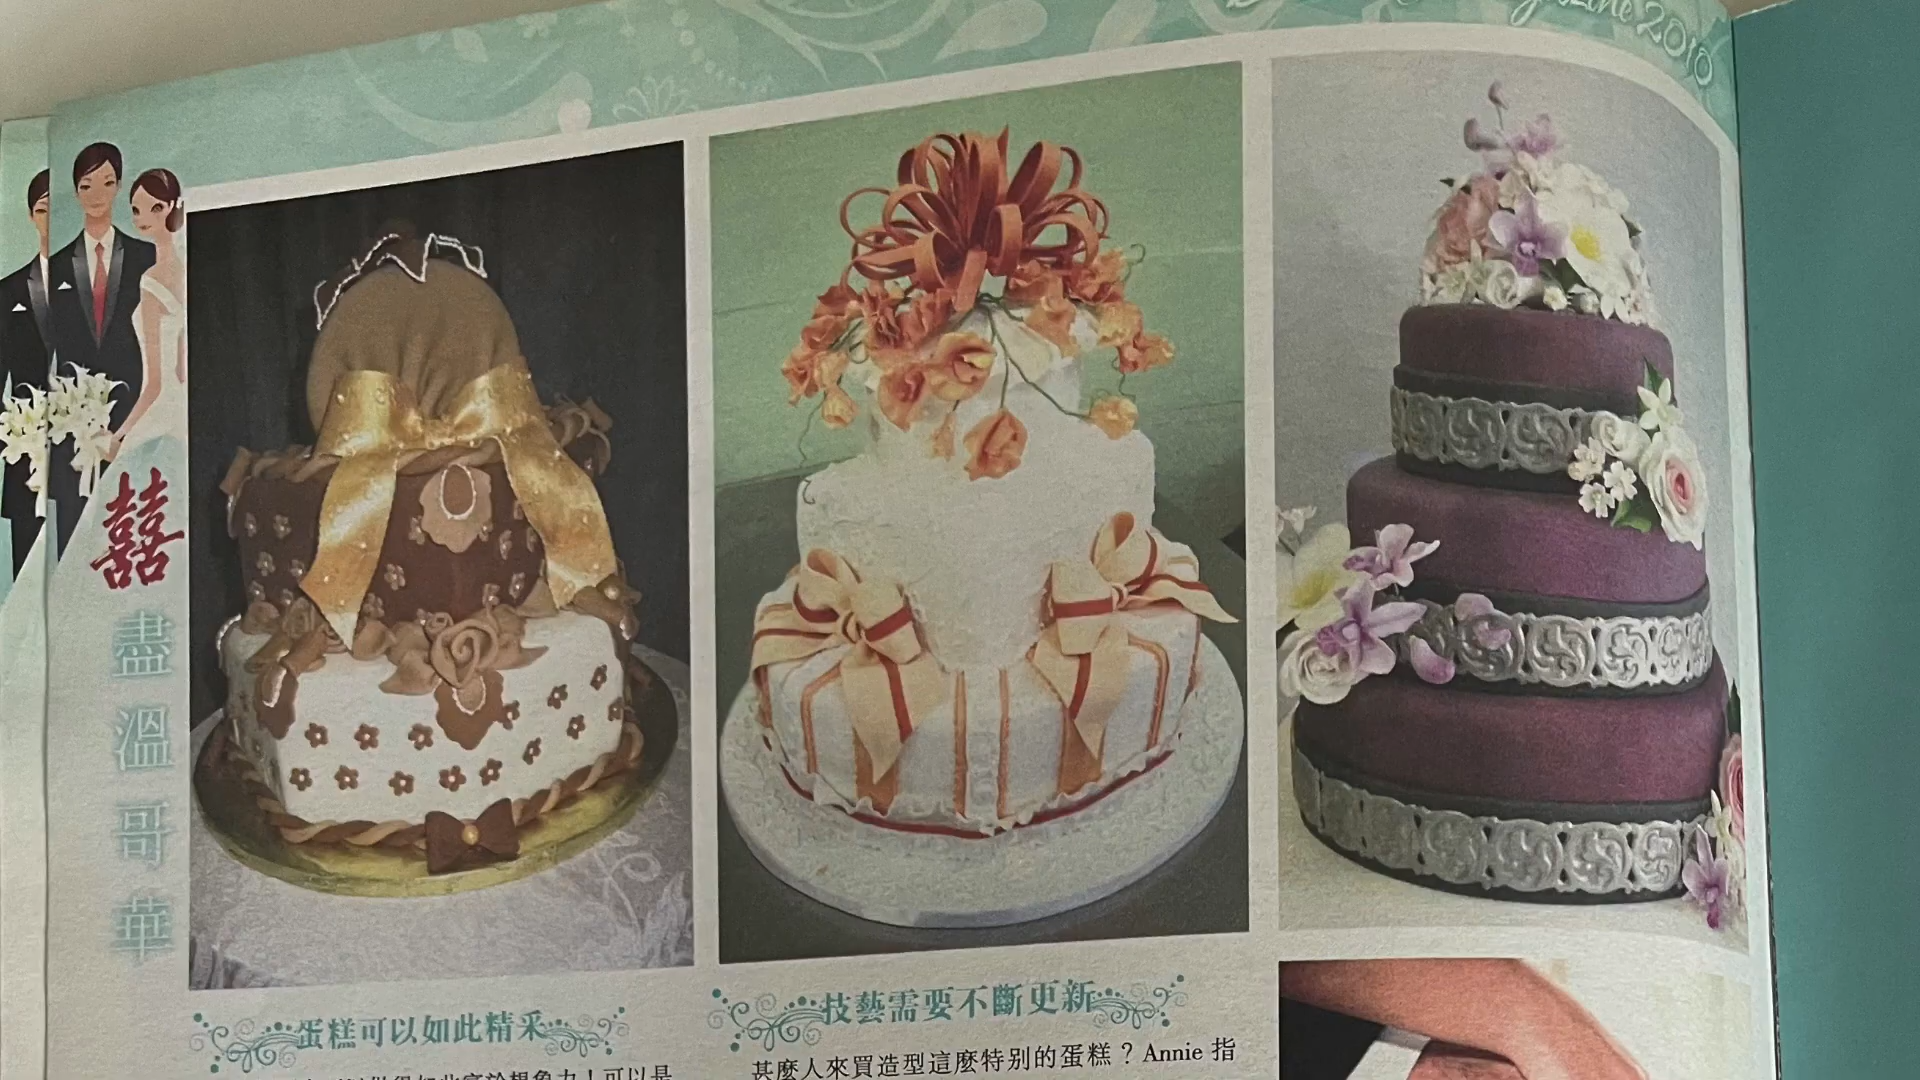 2010
囍
盡溫哥華
蛋糕可以如此精采
技藝需要不斷更新
甚麼人來買造型這麼特別的蛋糕？Annie 指